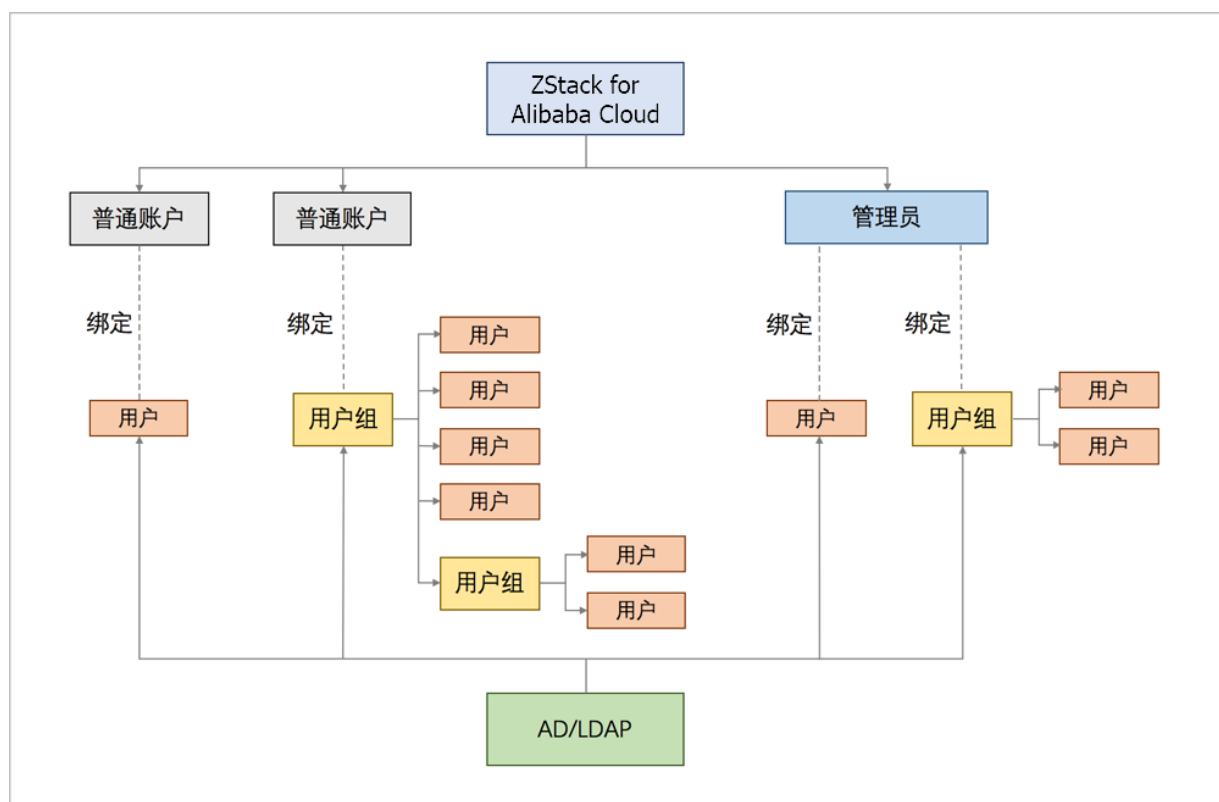 ZStack for
Alibaba Cloud
普通账户
普通账户
管理员
绑定
绑定
绑定
绑定
用户
用户
用户
用户组
用户
用户
用户组
用户
用户
用户
用户
用户组
用户
用户
AD/LDAP